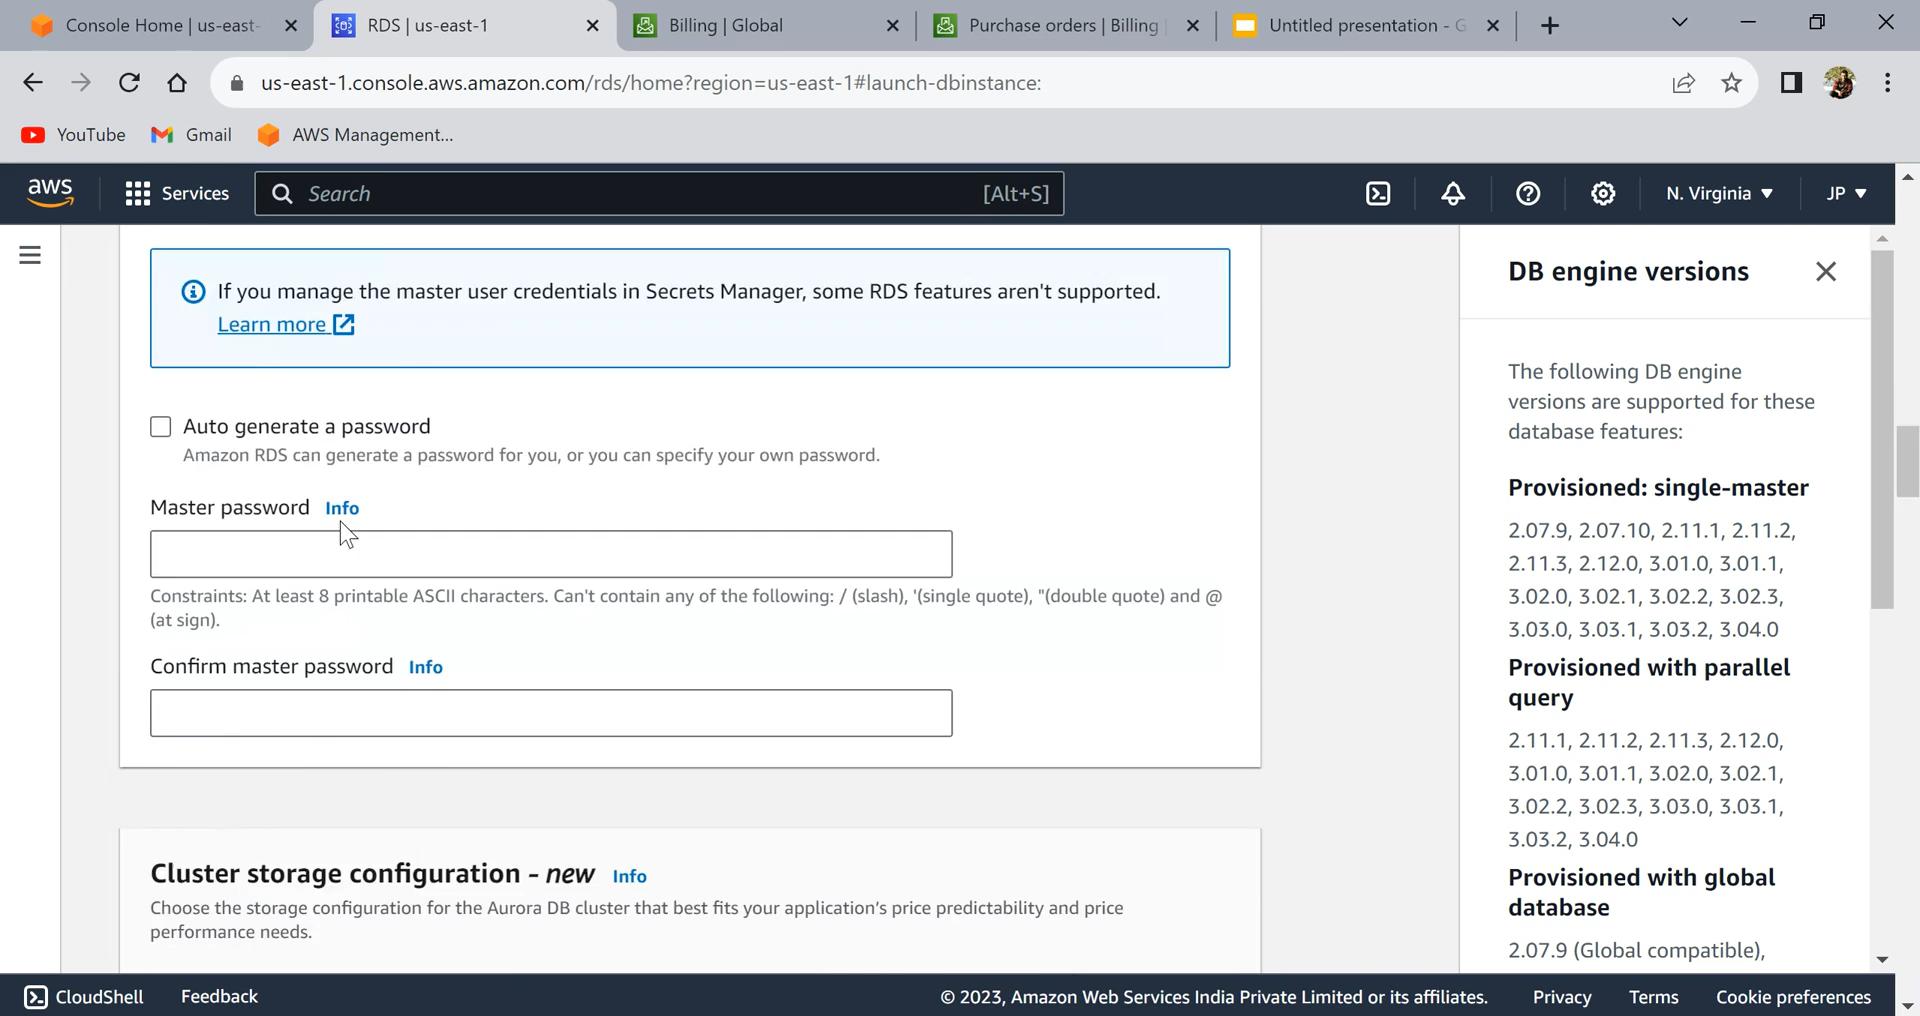 Console Home | us-east-
RDS | us-east-1
Billing | Global
Purchase orders | Billing |
Untitled presentation - G
us-east-1.console.aws.amazon.com/rds/home?region=us-east-1#launch-dbinstance:
YouTube
Gmail
AWS Management...
aws
Services
Search
[Alt+S]
N. Virginia
JP
If you manage the master user credentials in Secrets Manager, some RDS features aren't supported.
Learn more
Auto generate a password
Amazon RDS can generate a password for you, or you can specify your own password.
Master password Info
Constraints: At least 8 printable ASCII characters. Can't contain any of the following: / (slash), '(single quote), "(double quote) and @
(at sign).
Confirm master password Info
Cluster storage configuration - new Info
Choose the storage configuration for the Aurora DB cluster that best fits your application's price predictability and price
performance needs.
DB engine versions
The following DB engine
versions are supported for these
database features:
Provisioned: single-master
2.07.9, 2.07.10, 2.11.1, 2.11.2,
2.11.3, 2.12.0, 3.01.0, 3.01.1,
3.02.0, 3.02.1, 3.02.2, 3.02.3,
3.03.0, 3.03.1, 3.03.2, 3.04.0
Provisioned with parallel
query
2.11.1, 2.11.2, 2.11.3, 2.12.0,
3.01.0, 3.01.1, 3.02.0, 3.02.1,
3.02.2, 3.02.3, 3.03.0, 3.03.1,
3.03.2, 3.04.0
Provisioned with global
database
2.07.9 (Global compatible),
CloudShell
Feedback
© 2023, Amazon Web Services India Private Limited or its affiliates.
Privacy
Terms
Cookie preferences